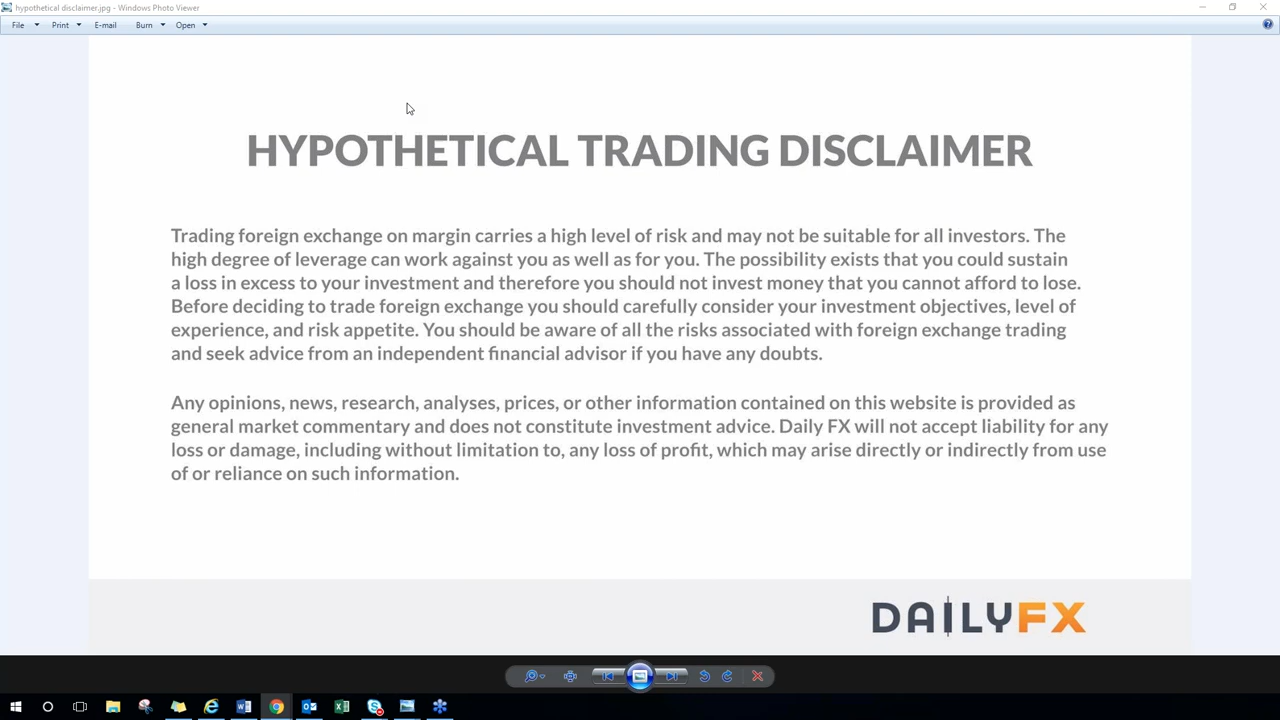 hypothetical disclaimer.jpg - Windows Photo Viewer
File Print E-mail Burn Open
HYPOTHETICAL TRADING DISCLAIMER
Trading foreign exchange on margin carries a high level of risk and may not be suitable for all investors. The
high degree of leverage can work against you as well as for you. The possibility exists that you could sustain
a loss in excess to your investment and therefore you should not invest money that you cannot afford to lose.
Before deciding to trade foreign exchange you should carefully consider your investment objectives, level of
experience, and risk appetite. You should be aware of all the risks associated with foreign exchange trading
and seek advice from an independent financial advisor if you have any doubts.
Any opinions, news, research, analyses, prices, or other information contained on this website is provided as
general market commentary and does not constitute investment advice. Daily FX will not accept liability for any
loss or damage, including without limitation to, any loss of profit, which may arise directly or indirectly from use
of or reliance on such information.
DAILYFX